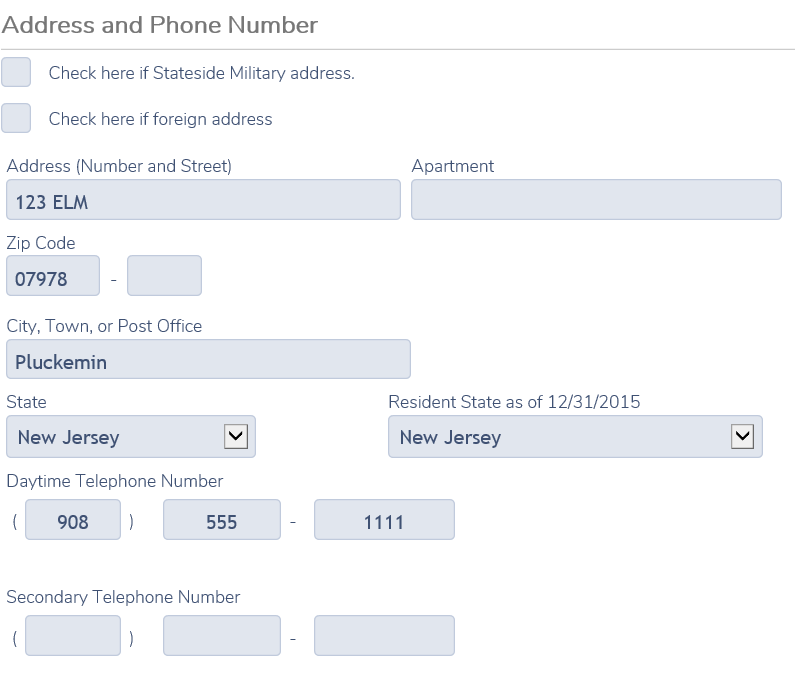 Address and Phone Number
Check here if Stateside Military address.
Check here if foreign address
Address (Number and Street) Apartment
123 ELM
Zip Code
07978 -
City, Town, or Post Office
Pluckemin
State Resident State as of 12/31/2015
New Jersey New Jersey
Daytime Telephone Number
( 908 ) 555 - 1111
Secondary Telephone Number
( ) -